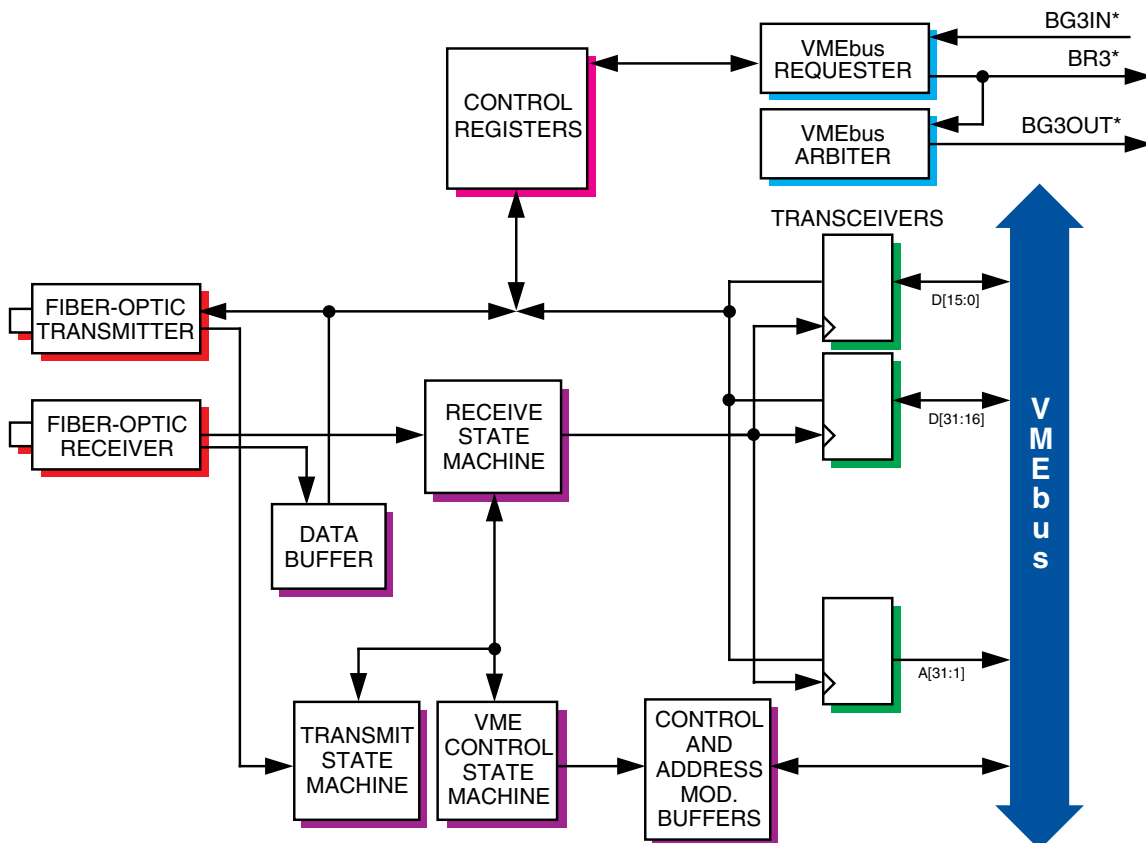 BG3IN*
VMEbus
REQUESTER
BR3*
CONTROL
REGISTERS
VMEbus
ARBITER
BG3OUT*
TRANSCEIVERS
FIBER-OPTIC
TRANSMITTER
D[15:0]
FIBER-OPTIC
RECEIVER
RECEIVE
STATE
MACHINE
D[31:16]
VMEbus
DATA
BUFFER
A[31:1]
TRANSMIT
STATE
MACHINE
VME
CONTROL
STATE
MACHINE
CONTROL
AND
ADDRESS
MOD.
BUFFERS